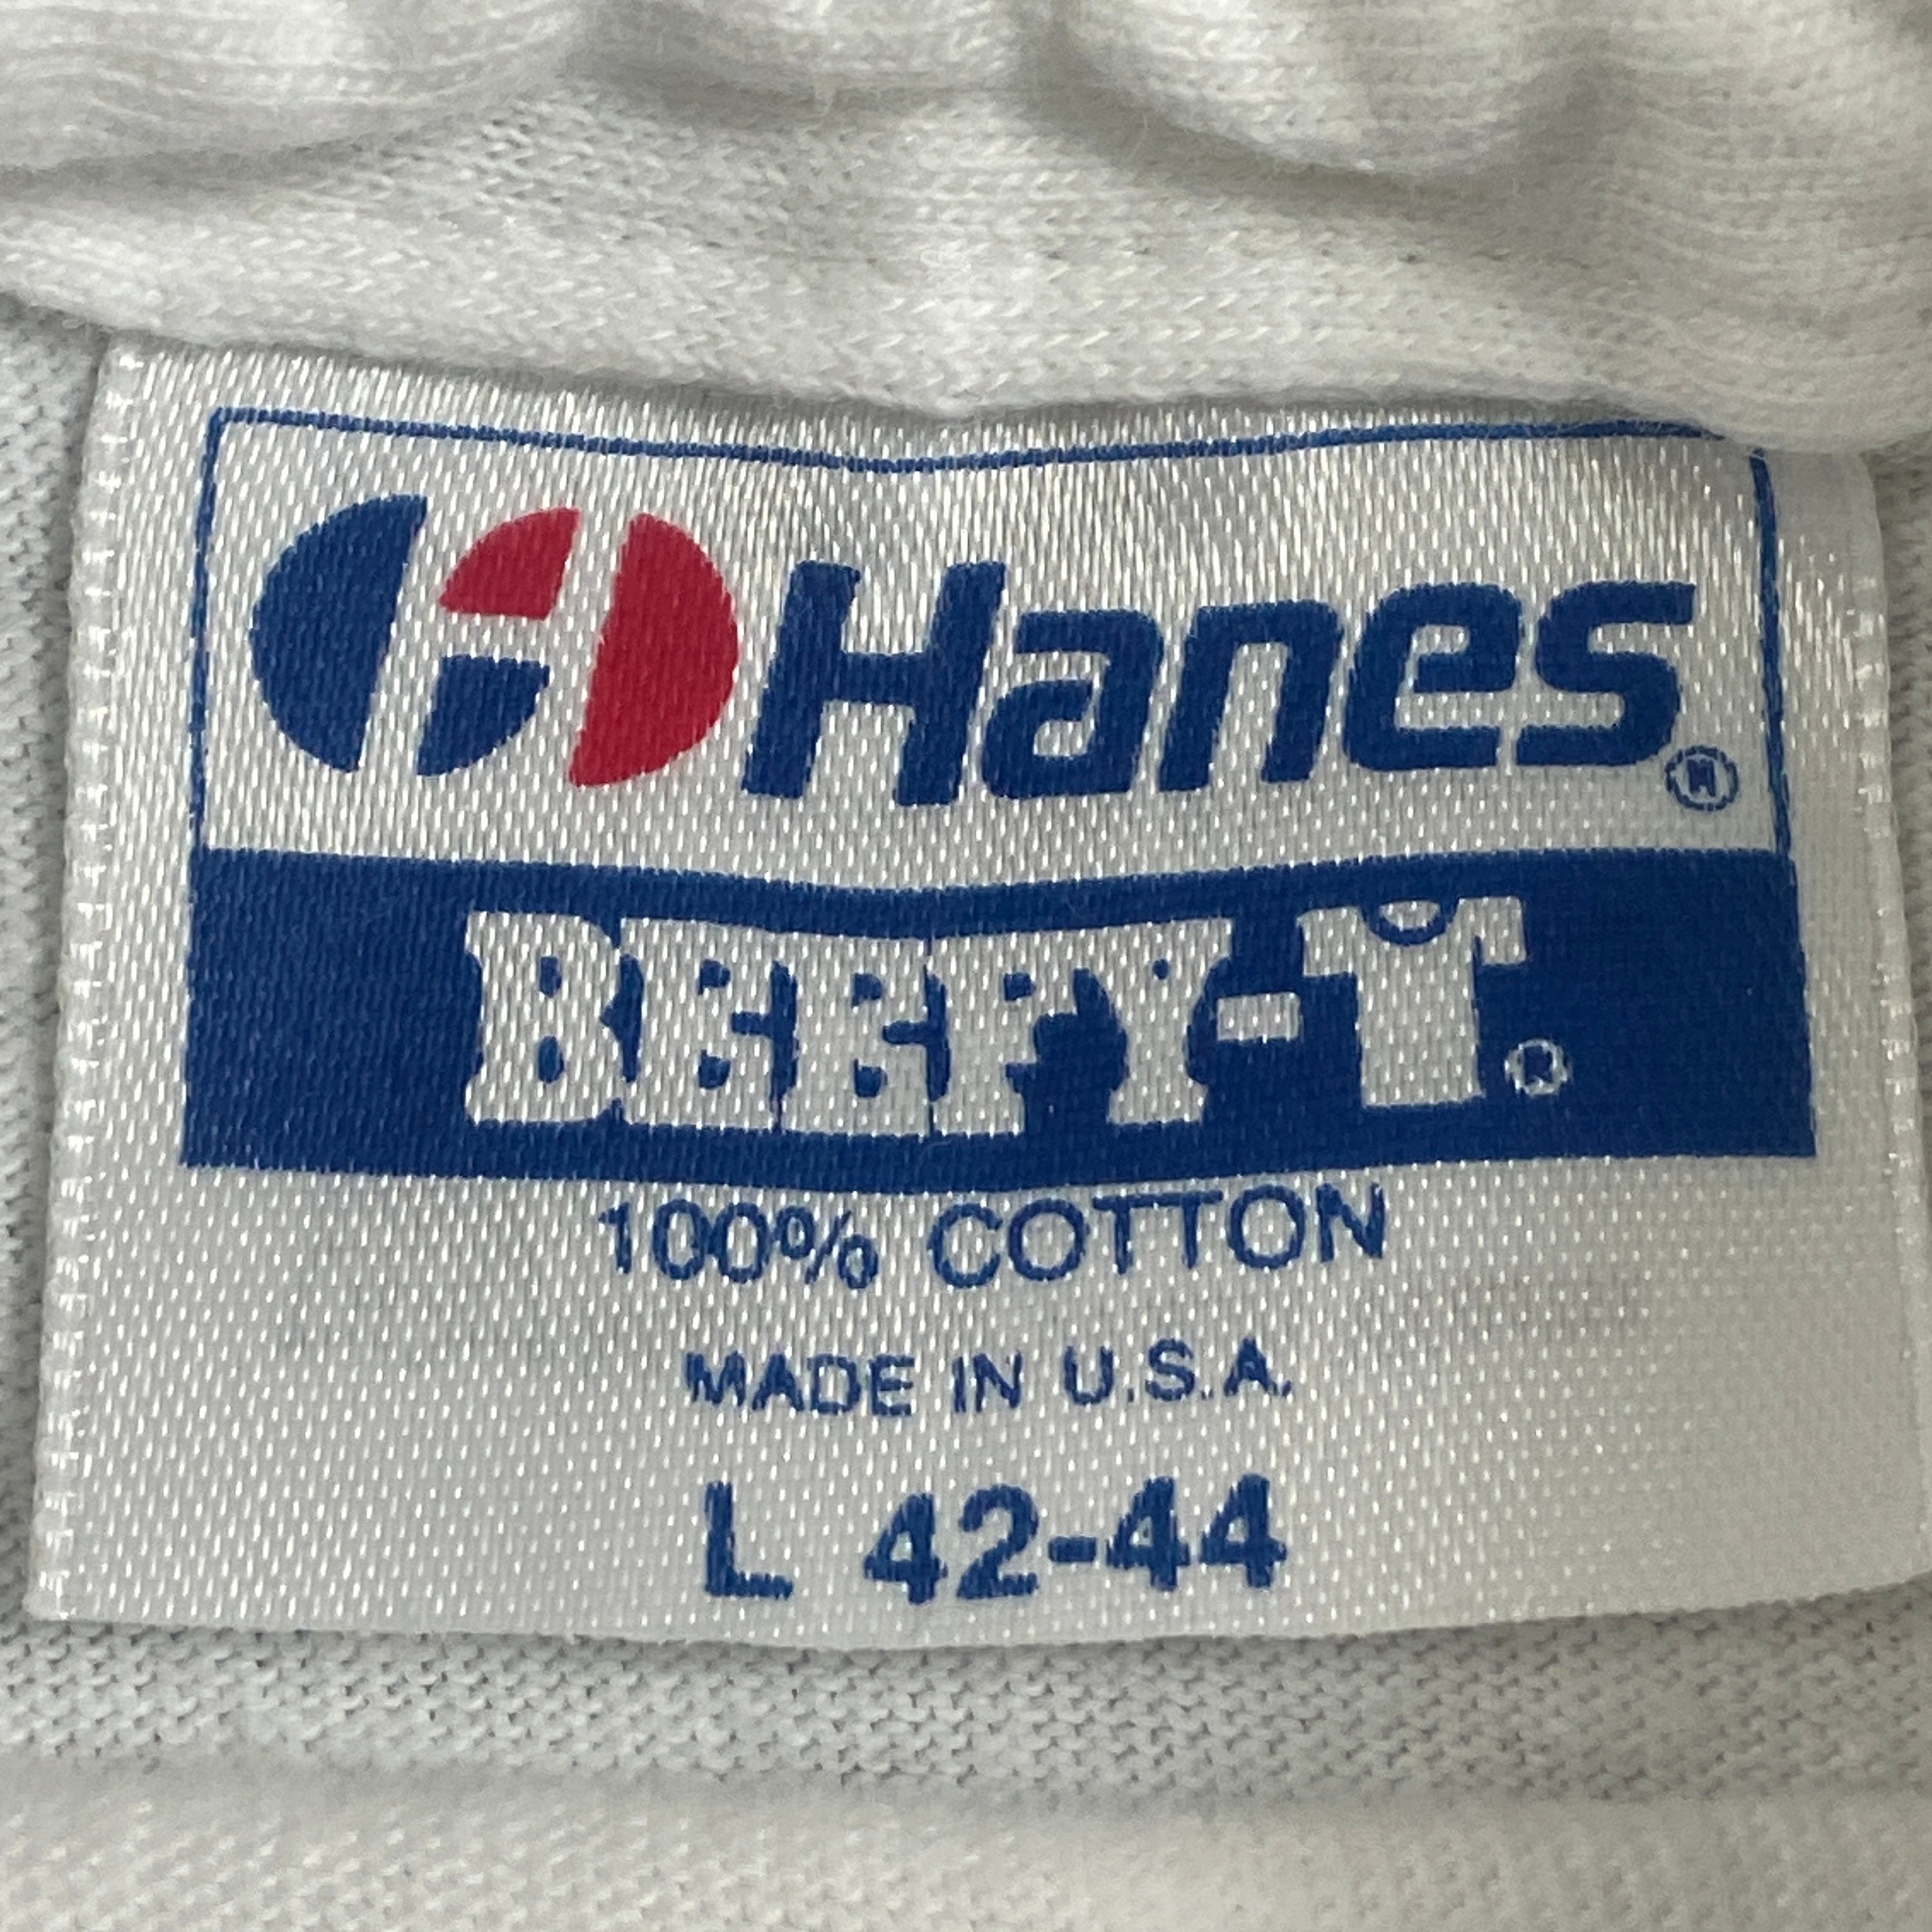 Hanes®
BEEFY-T®
100% COTTON
MADE IN U.S.A.
L 42-44